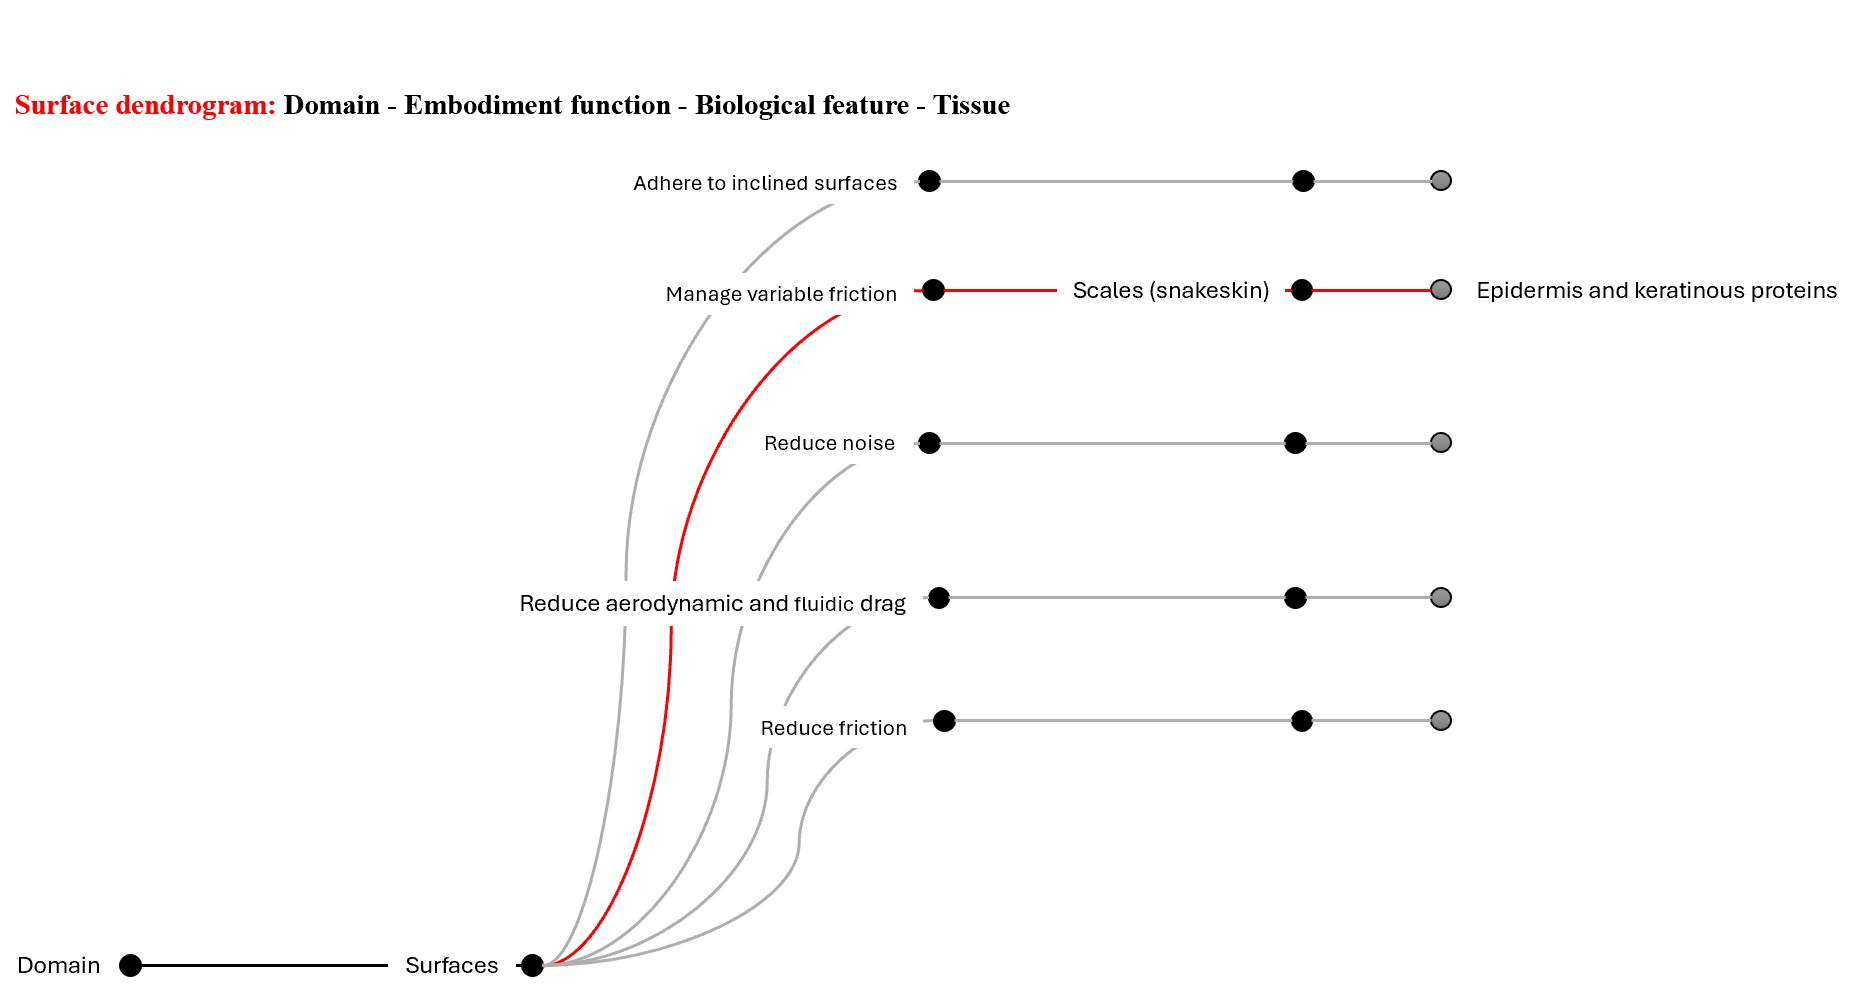 Surface dendrogram: Domain - Embodiment function - Biological feature - Tissue
Adhere to inclined surfaces
Manage variable friction
Scales (snakeskin)
Epidermis and keratinous proteins
Reduce noise
Reduce aerodynamic and fluidic drag
Reduce friction
Domain
Surfaces